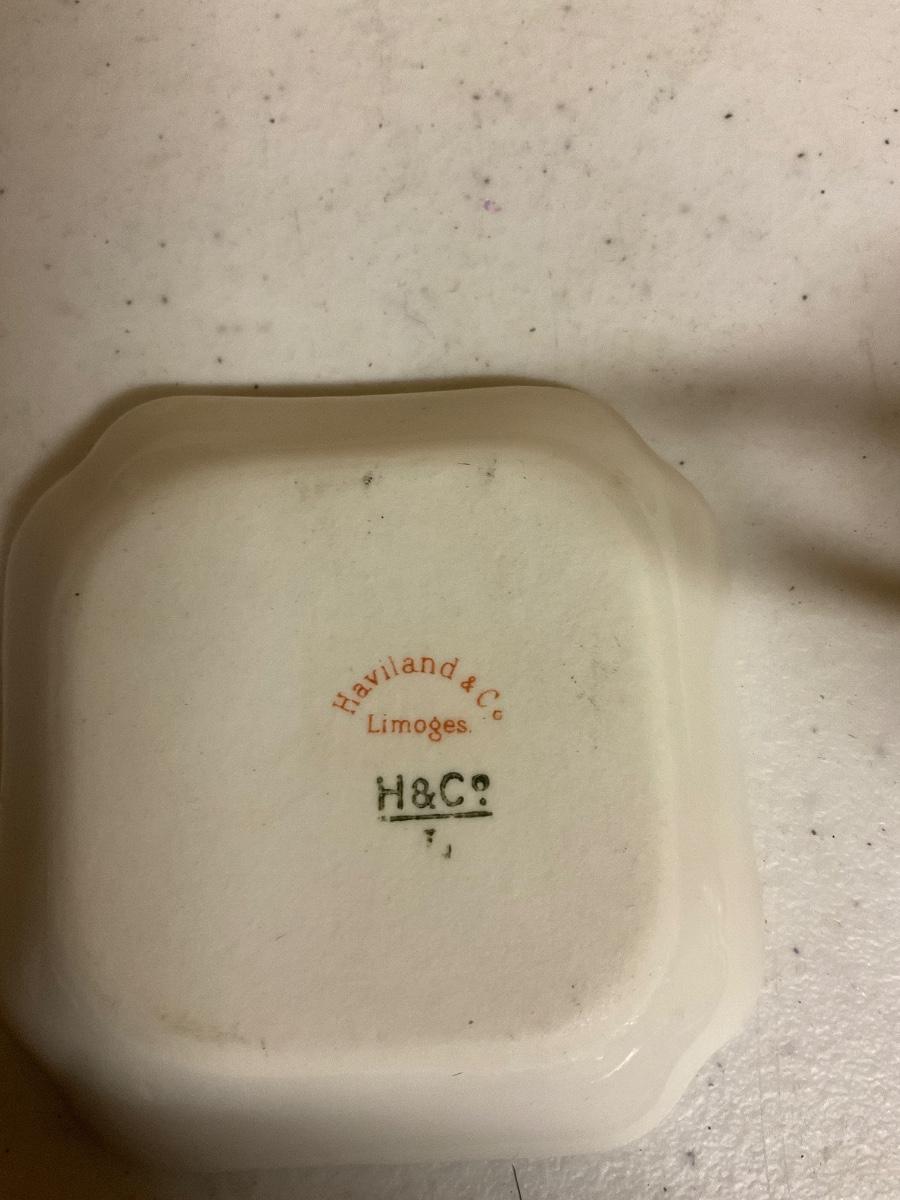 Haviland & Co
Limoges.
H&Co